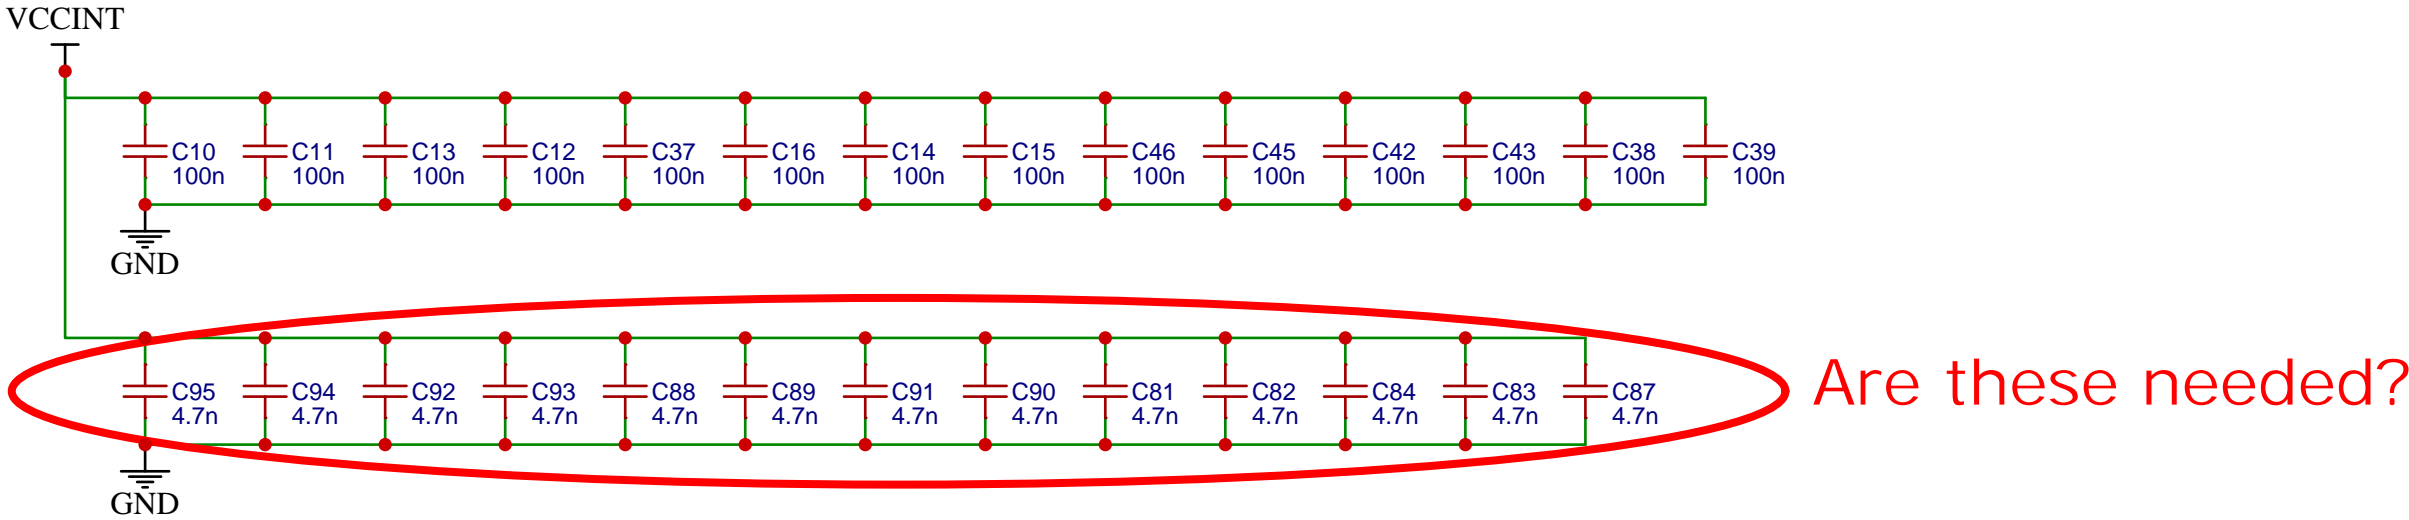 VCCINT
C10 C11 C13 C12 C37 C16 C14 C15 C46 C45 C42 C43 C38 C39
100n 100n 100n 100n 100n 100n 100n 100n 100n 100n 100n 100n 100n 100n
GND
C95 C94 C92 C93 C88 C89 C91 C90 C81 C82 C84 C83 C87
4.7n 4.7n 4.7n 4.7n 4.7n 4.7n 4.7n 4.7n 4.7n 4.7n 4.7n 4.7n 4.7n
Are these needed?
GND